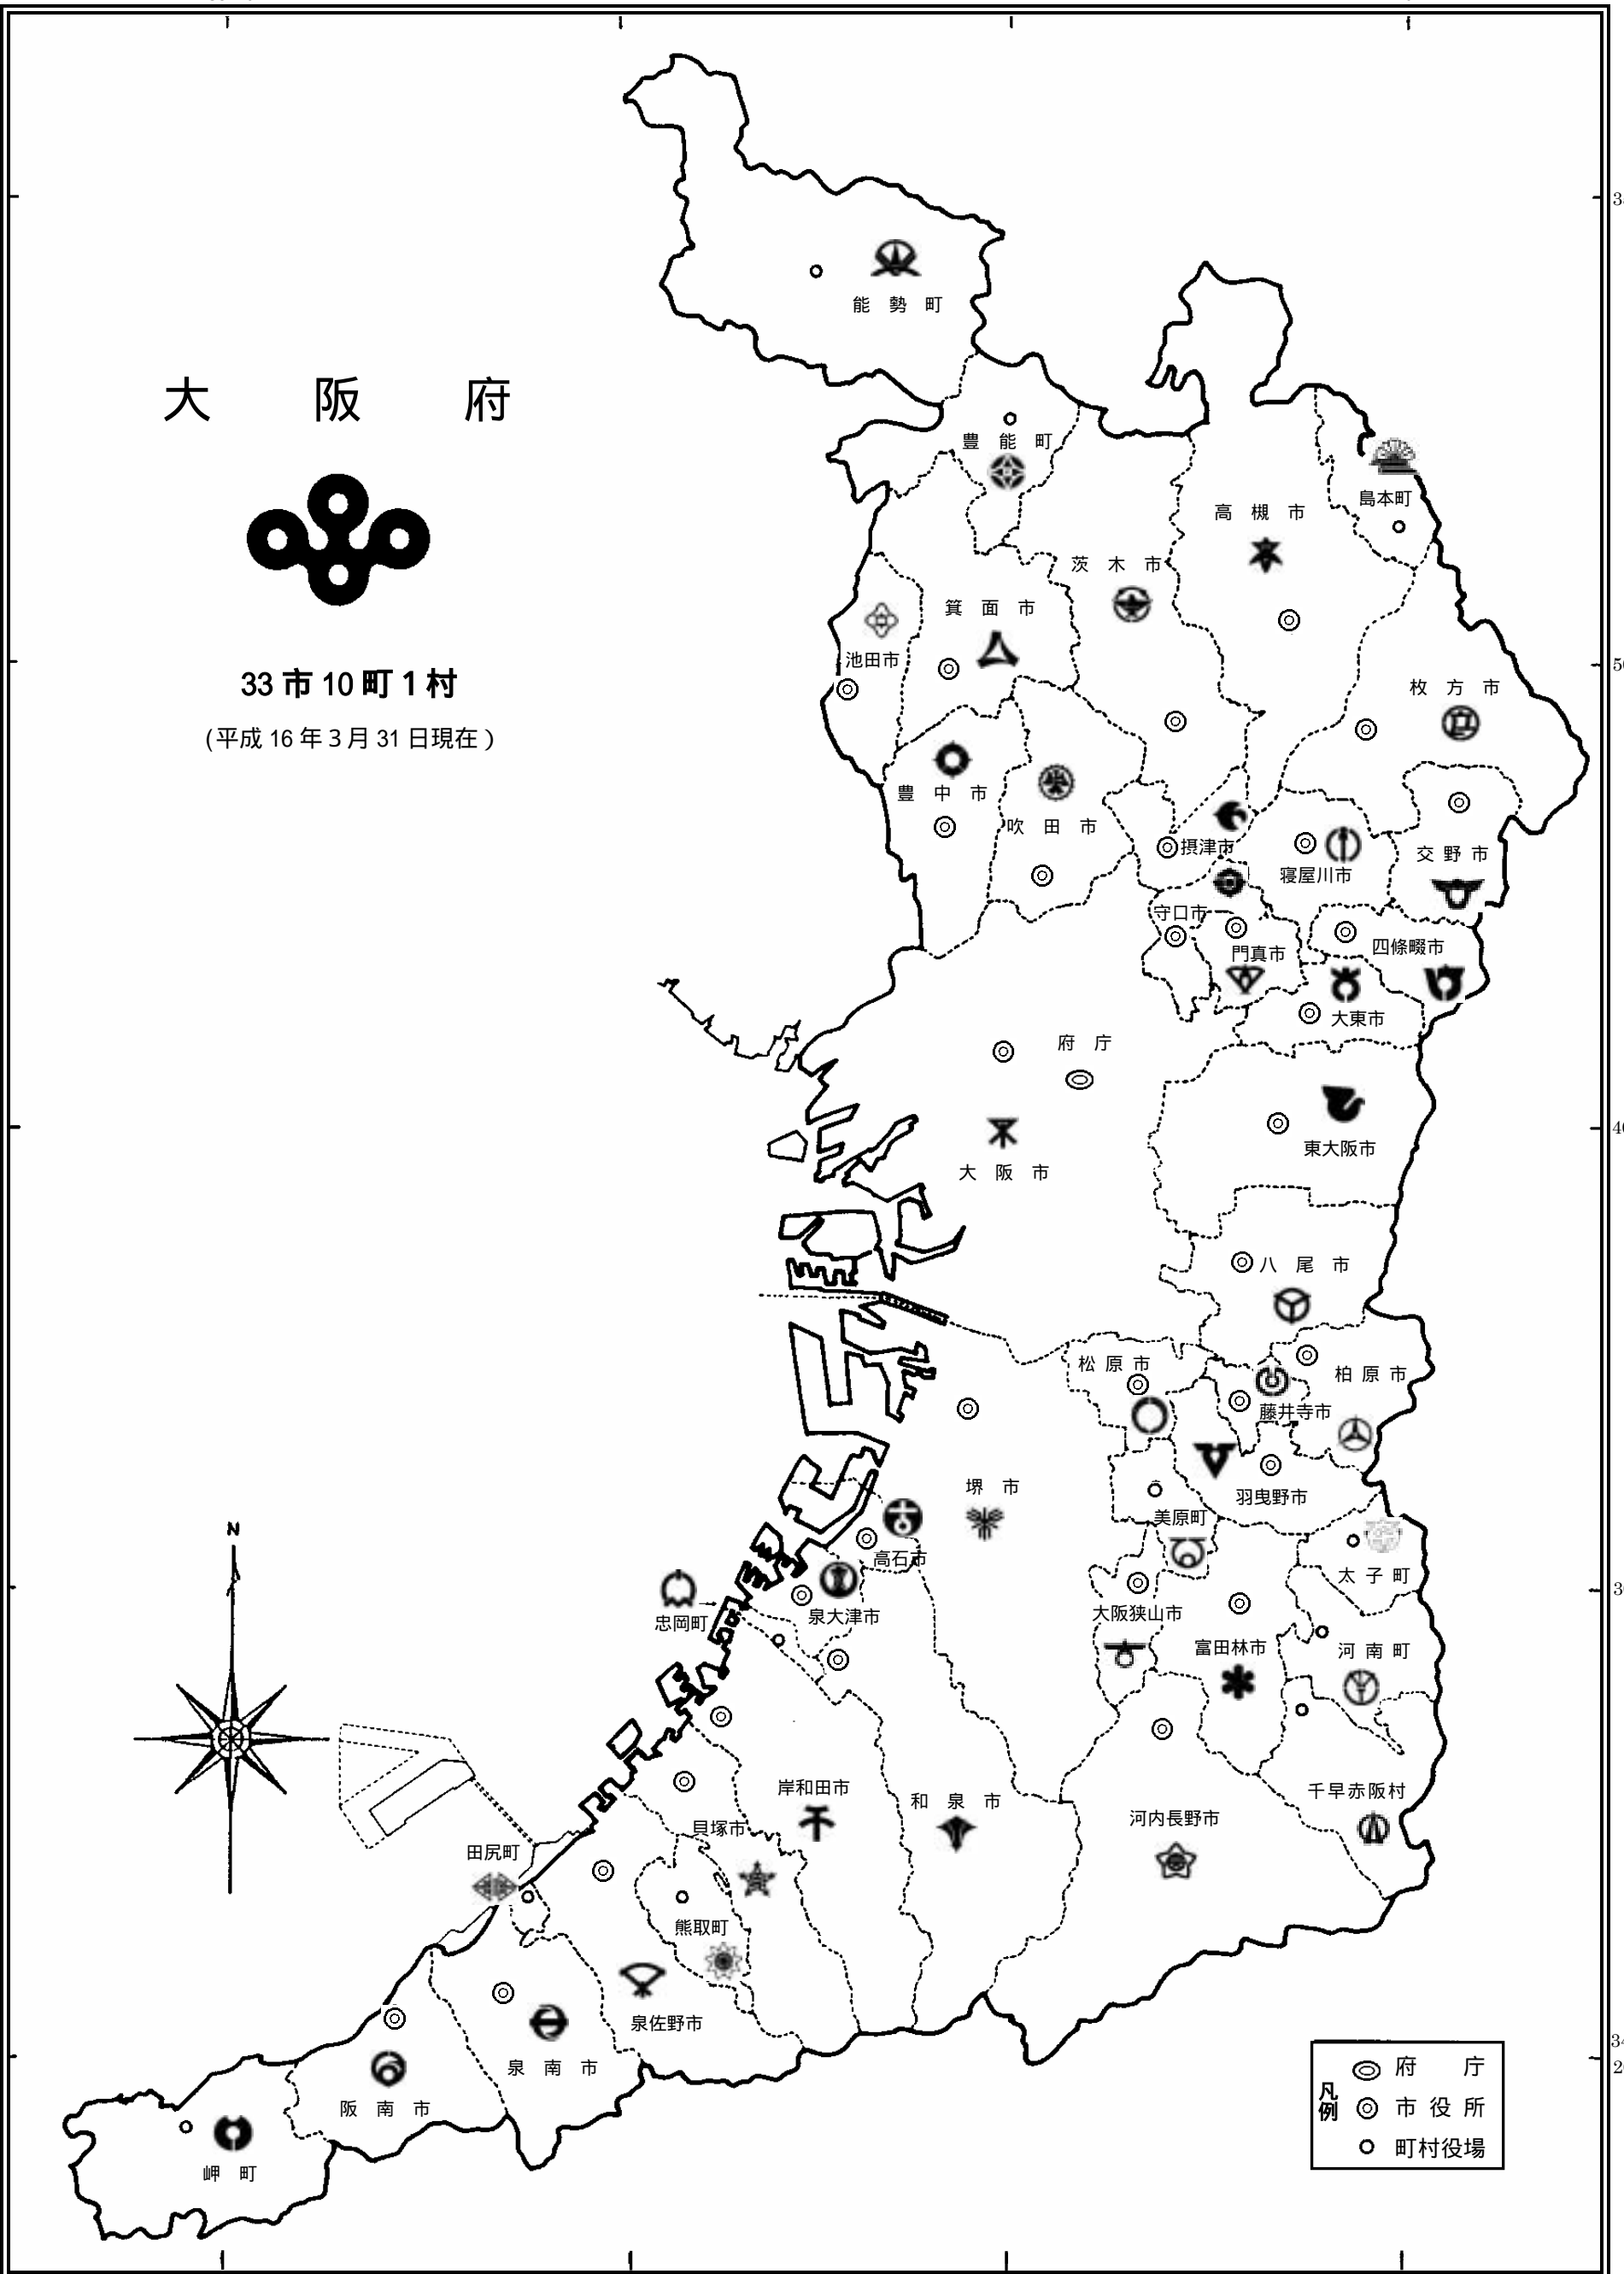 能勢町
大阪府
豊能町
島本町
高槻市
茨木市
箕面市
池田市
33市10町1村
枚方市
(平成16年3月31日現在)
豊中市
吹田市
摂津市
交野市
寝屋川市
守口市
四條畷市
門真市
大東市
府庁
東大阪市
大阪市
八尾市
松原市
柏原市
藤井寺市
堺市
羽曳野市
美原町
N
高石市
太子町
大阪狭山市
泉大津市
忠岡町
富田林市
河南町
岸和田市
千早赤阪村
和泉市
河内長野市
貝塚市
田尻町
熊取町
泉佐野市
泉南市
阪南市
岬町
凡例
府庁
市役所
町村役場